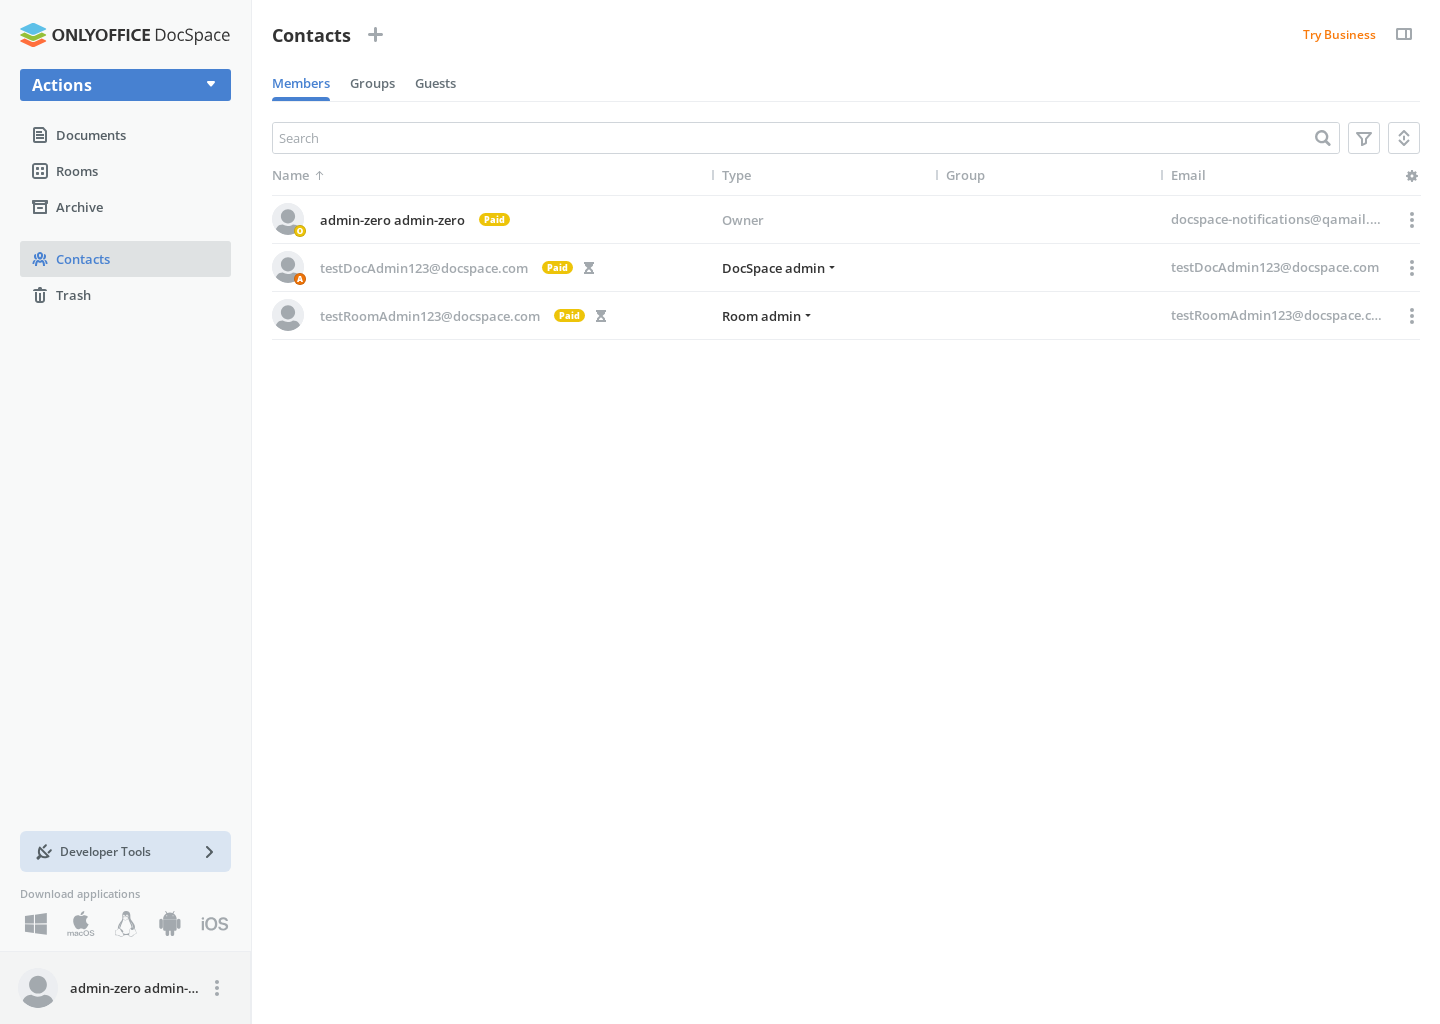 ONLYOFFICE DocSpace
Actions
Documents
Rooms
Archive
Contacts
Trash
Developer Tools
Download applications
macOS
iOS
admin-zero admin-...
Contacts
Try Business
Members Groups Guests
Search
Name Type Group Email
admin-zero admin-zero Paid Owner docspace-notifications@qamail....
O
testDocAdmin123@docspace.com Paid DocSpace admin testDocAdmin123@docspace.com
A
testRoomAdmin123@docspace.com Paid Room admin testRoomAdmin123@docspace.c...